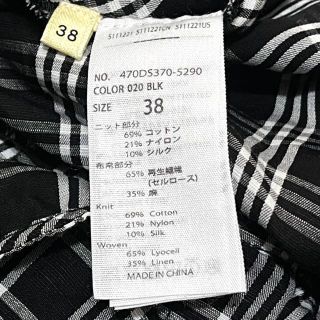 38
5111221 5111221CN 5111221US
NO. 470DS370-5290
COLOR 020 BLK
SIZE 38
ニット部分
69% コットン
21% ナイロン
10% シルク
布帛部分
65% 再生繊維
(セルロース)
35% 麻
Knit
69% Cotton
21% Nylon
10% Silk
Woven
65% Lyocell
35% Linen
MADE IN CHINA